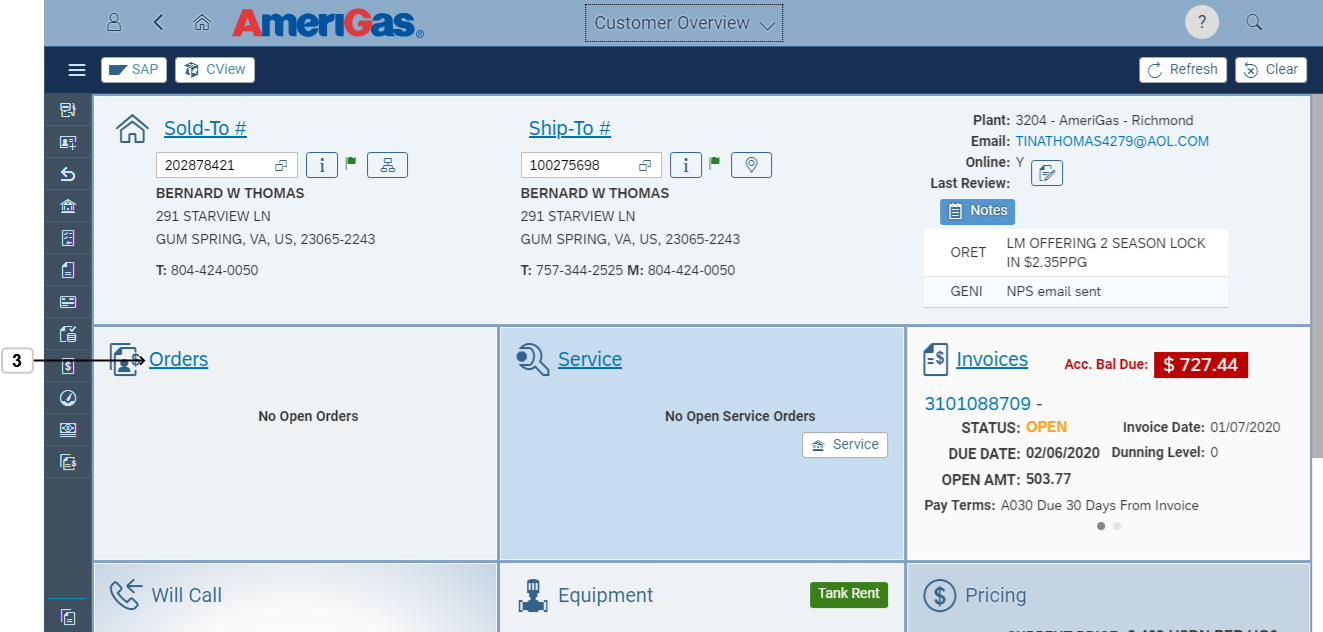 AmeriGas®
Customer Overview
?
SAP
CView
Refresh
Clear
Sold-To #
202878421
i
BERNARD W THOMAS
291 STARVIEW LN
GUM SPRING, VA, US, 23065-2243
T: 804-424-0050
Ship-To #
100275698
i
BERNARD W THOMAS
291 STARVIEW LN
GUM SPRING, VA, US, 23065-2243
T: 757-344-2525 M: 804-424-0050
Plant: 3204 - AmeriGas - Richmond
Email: TINATHOMAS4279@AOL.COM
Online: Y
Last Review:
Notes
ORET LM OFFERING 2 SEASON LOCK
IN $2.35PPG
GENI NPS email sent
3
Orders
No Open Orders
Service
No Open Service Orders
Service
Invoices
Acc. Bal Due: $ 727.44
3101088709 -
STATUS: OPEN Invoice Date: 01/07/2020
DUE DATE: 02/06/2020 Dunning Level: 0
OPEN AMT: 503.77
Pay Terms: A030 Due 30 Days From Invoice
Will Call
Equipment
Tank Rent
Pricing